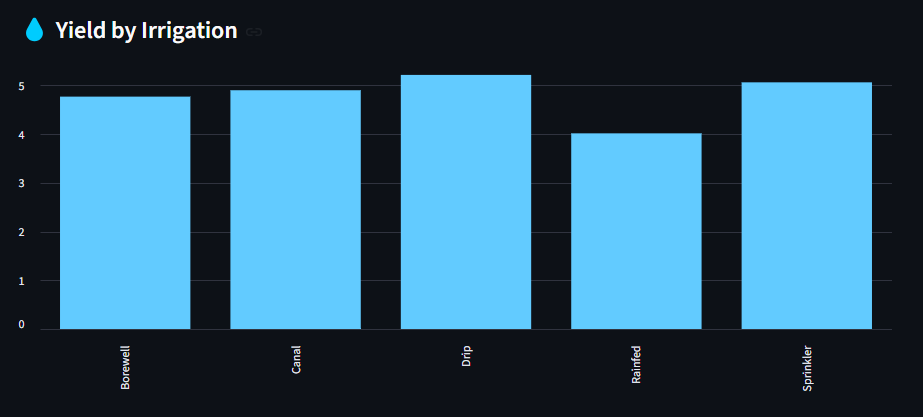 Yield by Irrigation
5
4
3
2
1
0
Borewell
Canal
Drip
Rainfed
Sprinkler